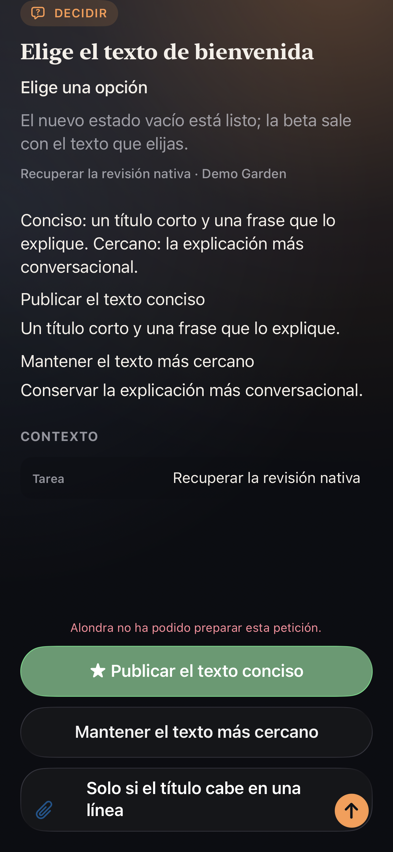 DECIDIR
Elige el texto de bienvenida
Elige una opción
El nuevo estado vacío está listo; la beta sale
con el texto que elijas.
Recuperar la revisión nativa · Demo Garden
Conciso: un título corto y una frase que lo
explique. Cercano: la explicación más
conversacional.
Publicar el texto conciso
Un título corto y una frase que lo explique.
Mantener el texto más cercano
Conservar la explicación más conversacional.
CONTEXTO
Tarea Recuperar la revisión nativa
Alondra no ha podido preparar esta petición.
★ Publicar el texto conciso
Mantener el texto más cercano
Solo si el título cabe en una
línea